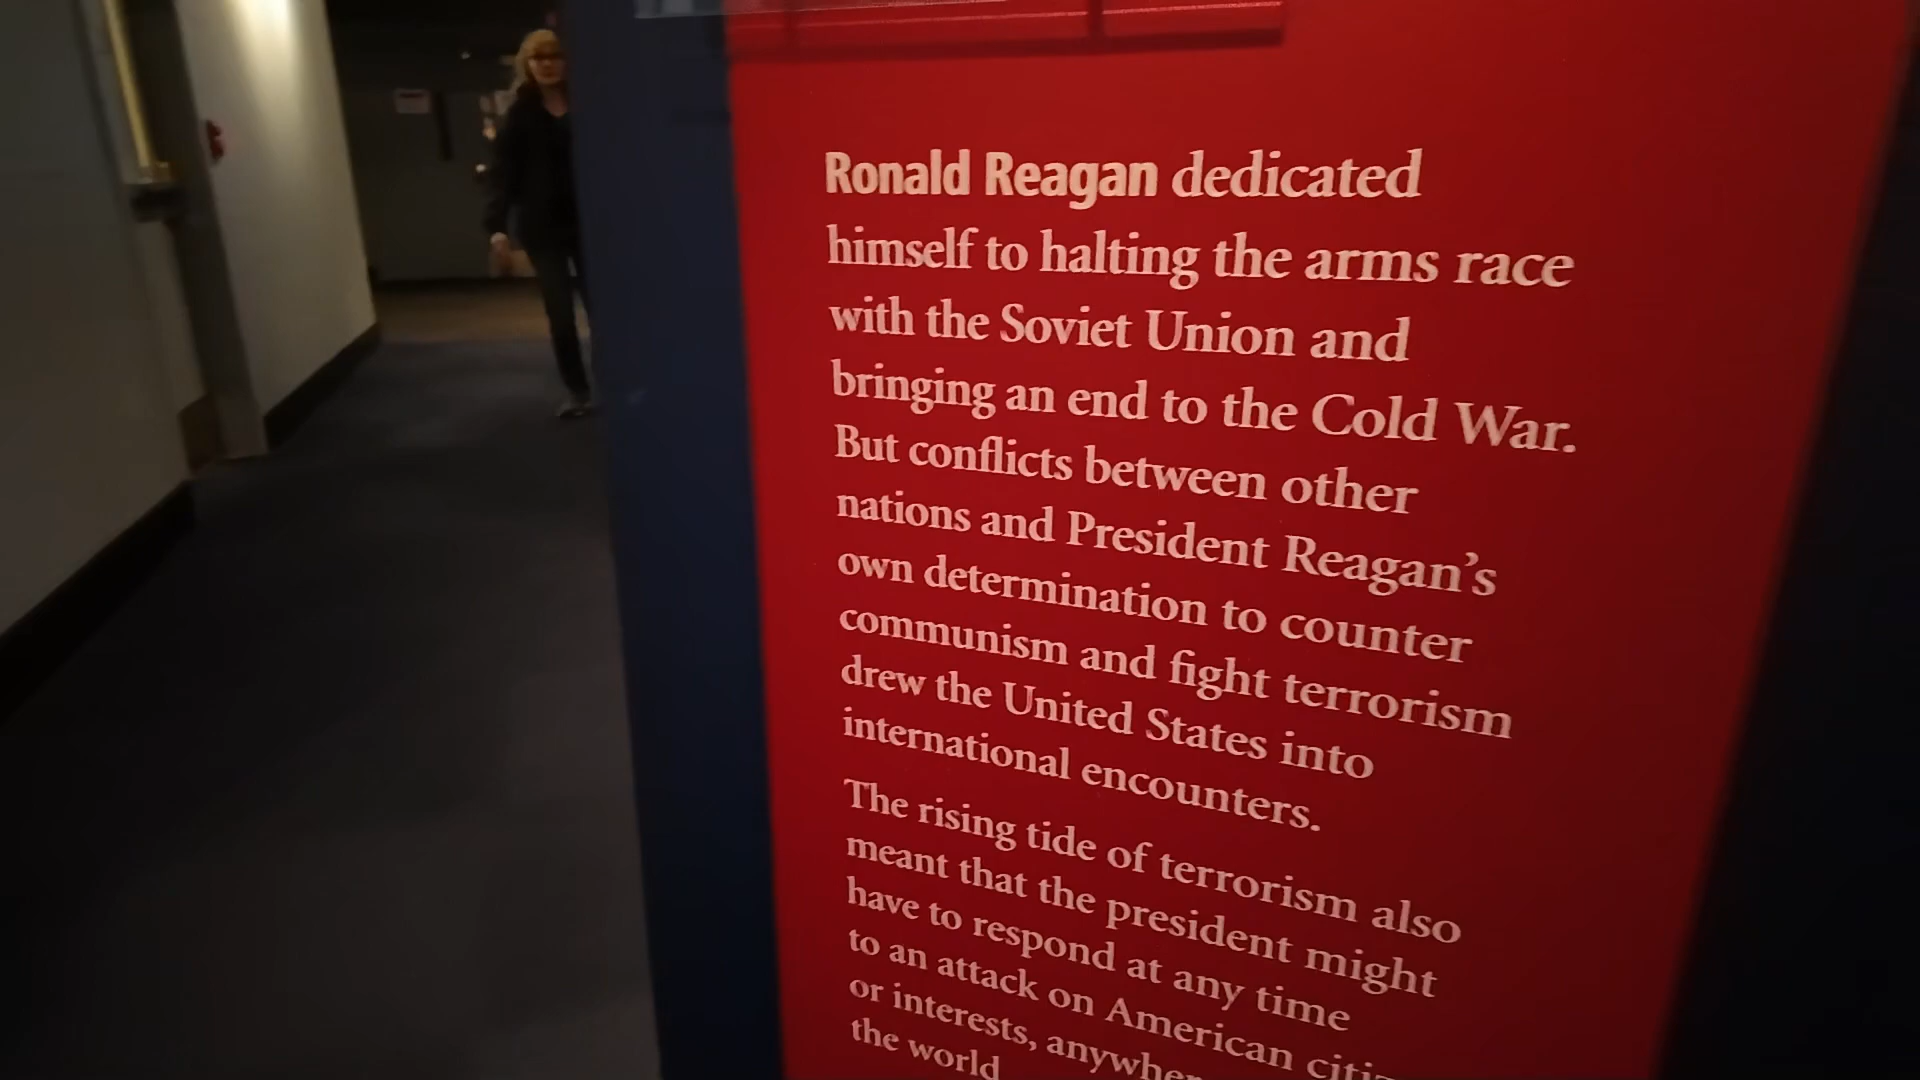 Ronald Reagan dedicated
himself to halting the arms race
with the Soviet Union and
bringing an end to the Cold War.
But conflicts between other
nations and President Reagan's
own determination to counter
communism and fight terrorism
drew the United States into
international encounters.
The rising tide of terrorism also
meant that the president might
have to respond at any time
to an attack on American
or interests,
the world